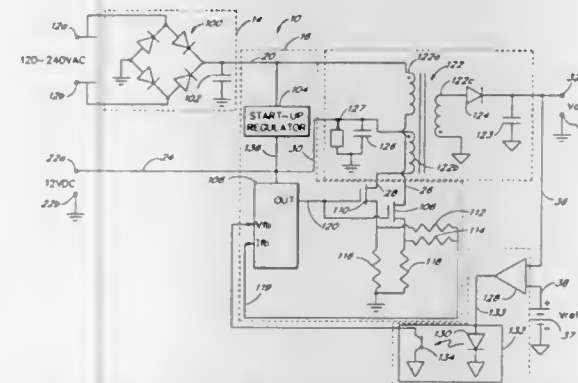 12a
100
14
10
16
32
122a
122
122c
120-240VAC
20
102
104
127
124
123
Vo
START-UP
REGULATOR
12b
126
122b
136
30
22a
24
28
26
36
12VDC
22b
108
OUT
110
106
112
114
120
Vfb
Ifb
116
118
38
128
Vref
119
133
37
130
134